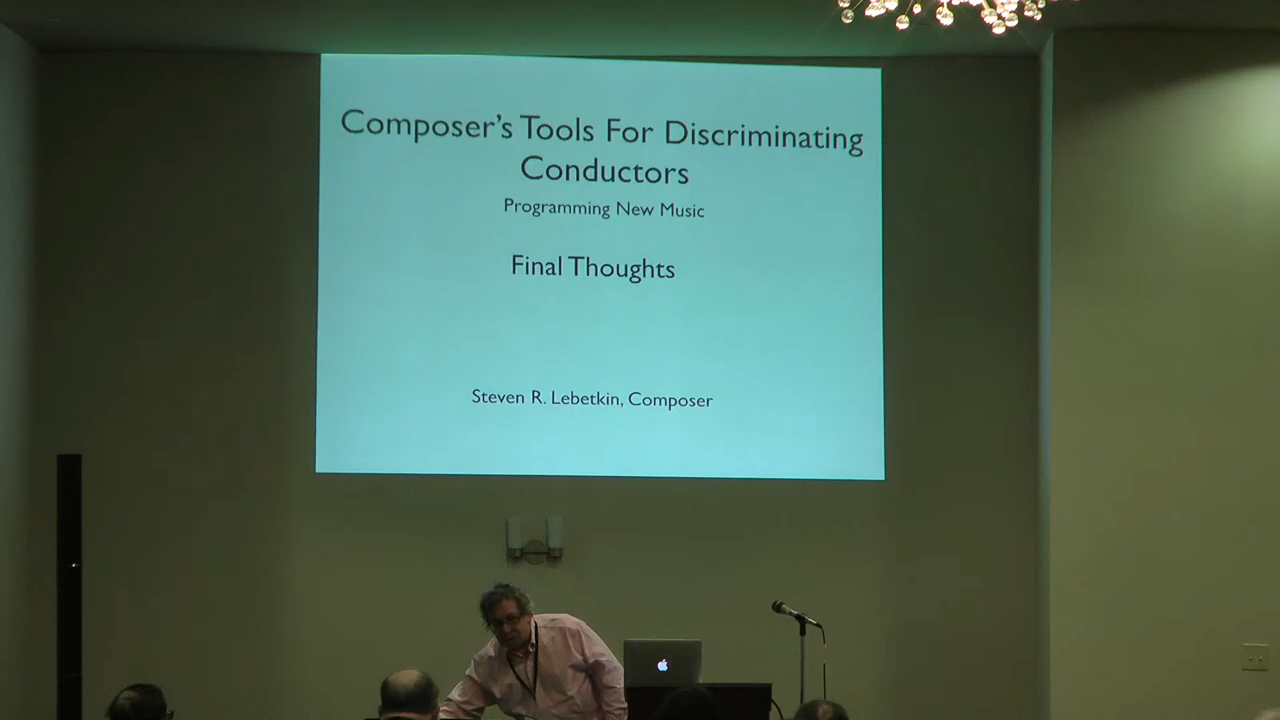 Composer's Tools For Discriminating
Conductors
Programming New Music
Final Thoughts
Steven R. Lebetkin, Composer